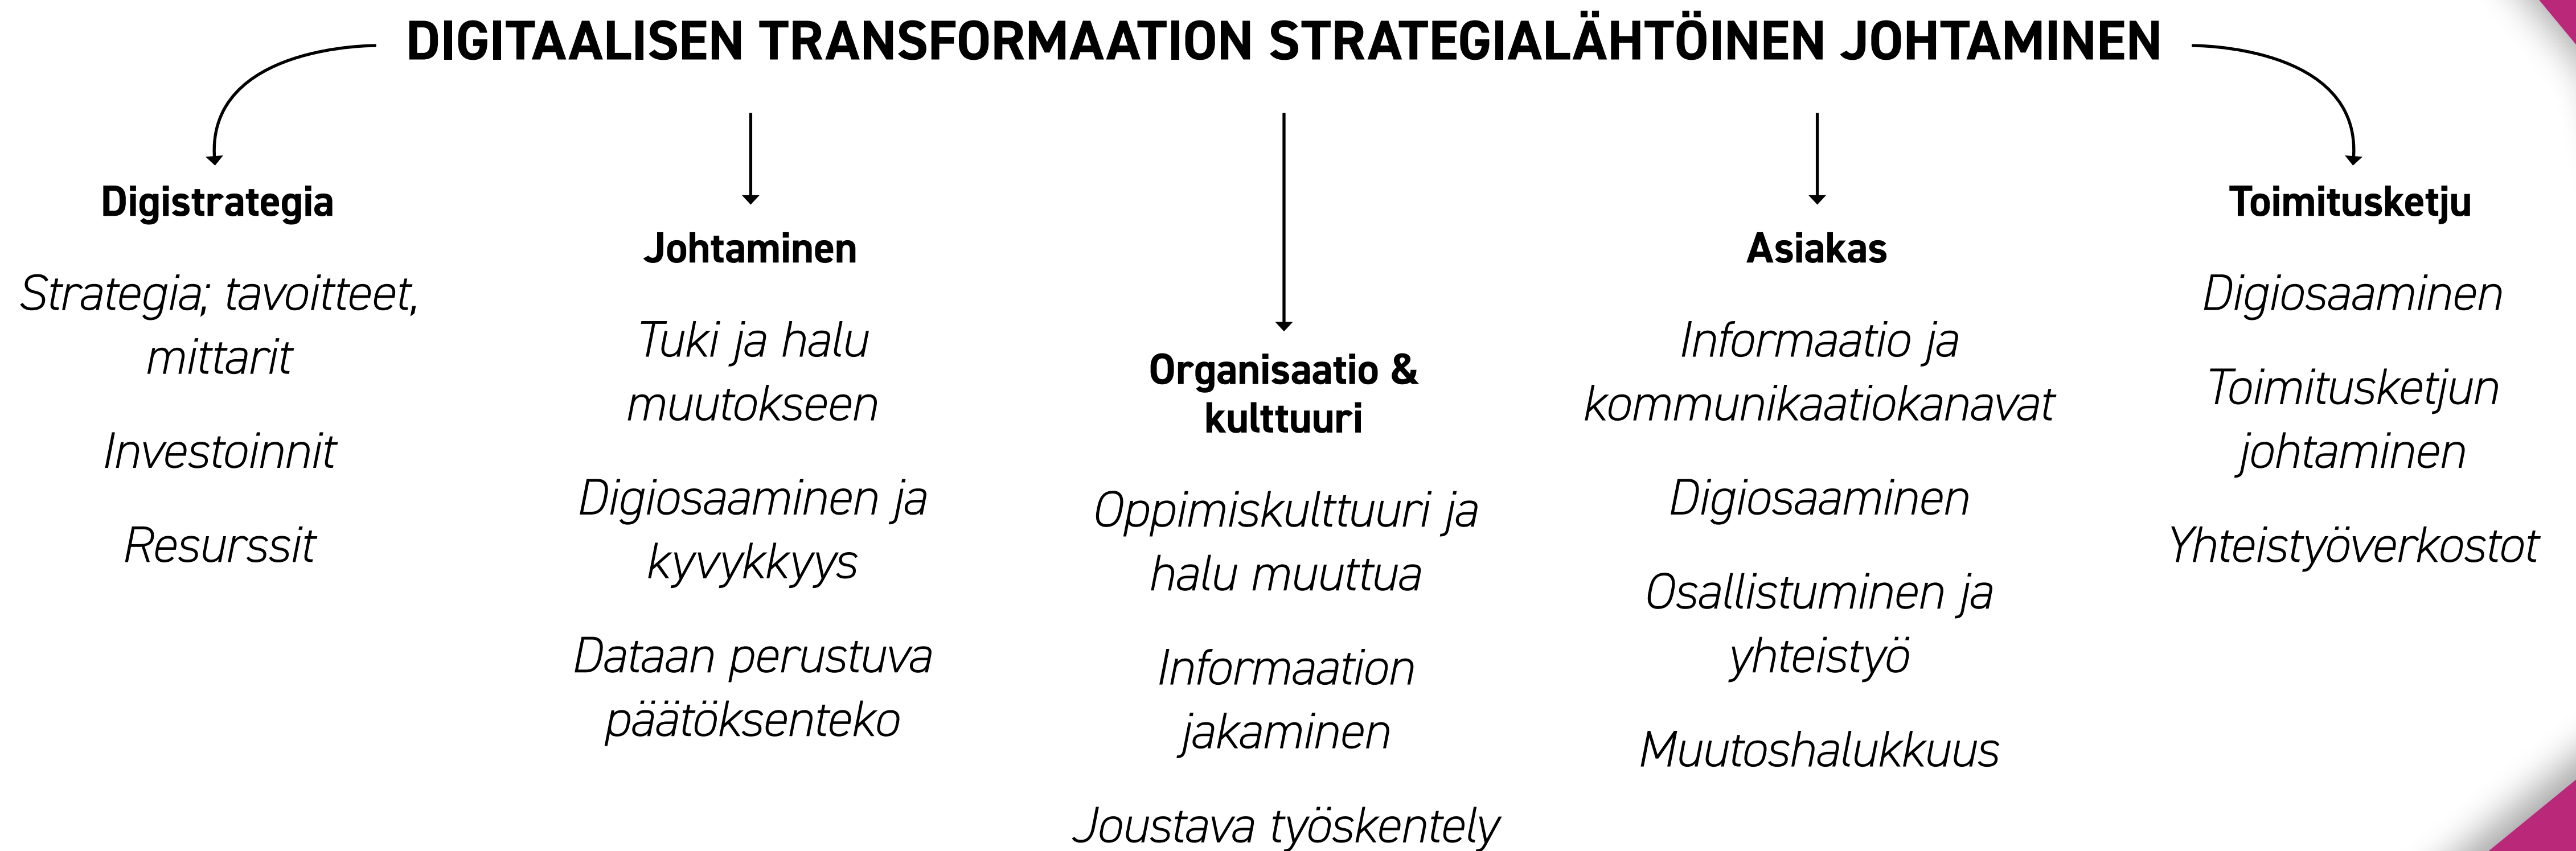 DIGITAALISEN TRANSFORMAATION STRATEGIALÄHTÖINEN JOHTAMINEN
Digistrategia
Strategia; tavoitteet,
mittarit
Investoinnit
Resurssit
Johtaminen
Tuki ja halu
muutokseen
Digiosaaminen ja
kyvykkyys
Dataan perustuva
päätöksenteko
Organisaatio &
kulttuuri
Oppimiskulttuuri ja
halu muuttua
Informaation
jakaminen
Joustava työskentely
Asiakas
Informaatio ja
kommunikaatiokanavat
Digiosaaminen
Osallistuminen ja
yhteistyö
Muutoshalukkuus
Toimitusketju
Digiosaaminen
Toimitusketjun
johtaminen
Yhteistyöverkostot